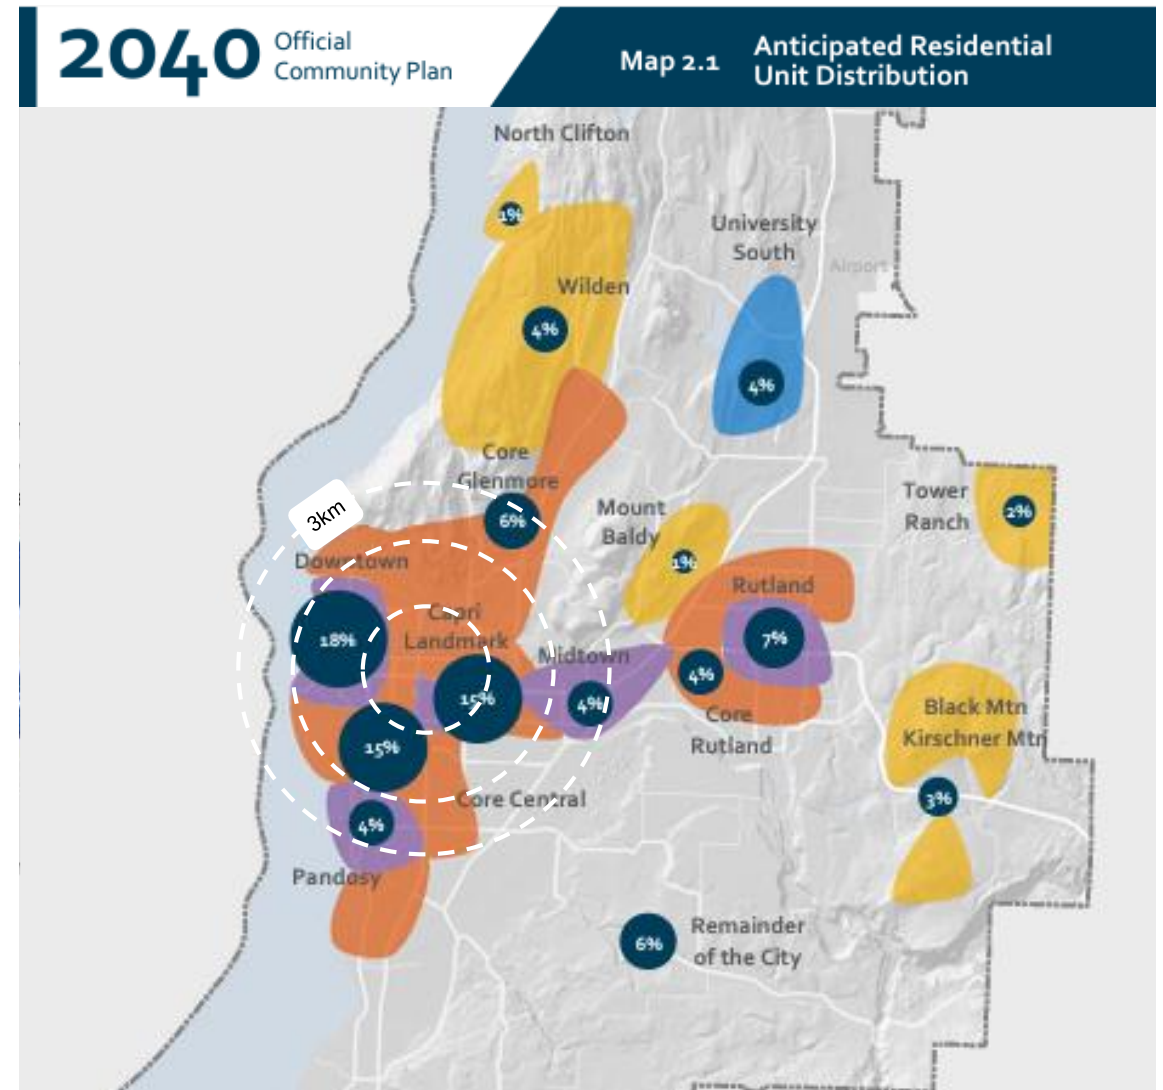 2040
Official
Community Plan
Map 2.1
Anticipated Residential
Unit Distribution
North Clifton
1%
University
South
Airport
Wilden
4%
4%
Core
Glenmore
6%
3km
Mount
Baldy
1%
Tower
Ranch
2%
Downtown
18%
Capri
Landmark
15%
Midtown
4%
Rutland
7%
4%
Core
Rutland
Black Mtn
Kirschner Mtn
3%
15%
Core Central
4%
Pandosy
6%
Remainder
of the City